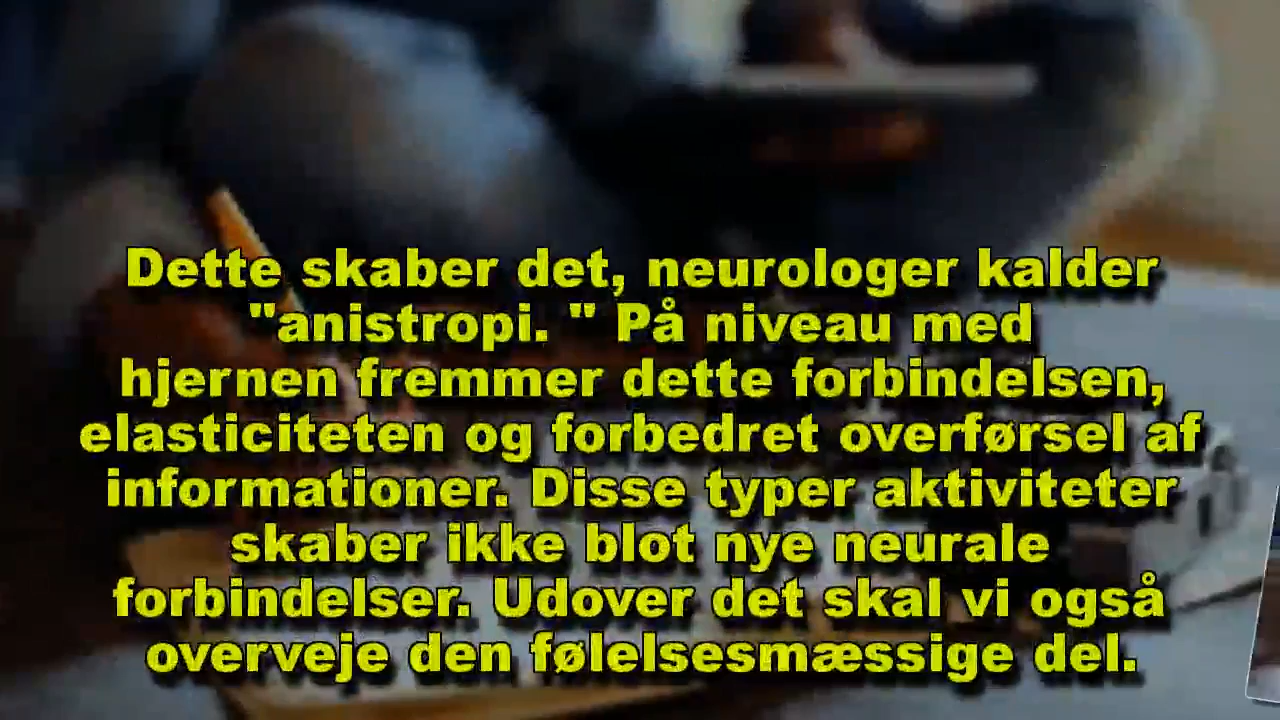 Dette skaber det, neurologer kalder
"anistropi. " På niveau med
hjernen fremmer dette forbindelsen,
elasticiteten og forbedret overførsel af
informationer. Disse typer aktiviteter
skaber ikke blot nye neurale
forbindelser. Udover det skal vi også
overveje den følelsesmæssige del.